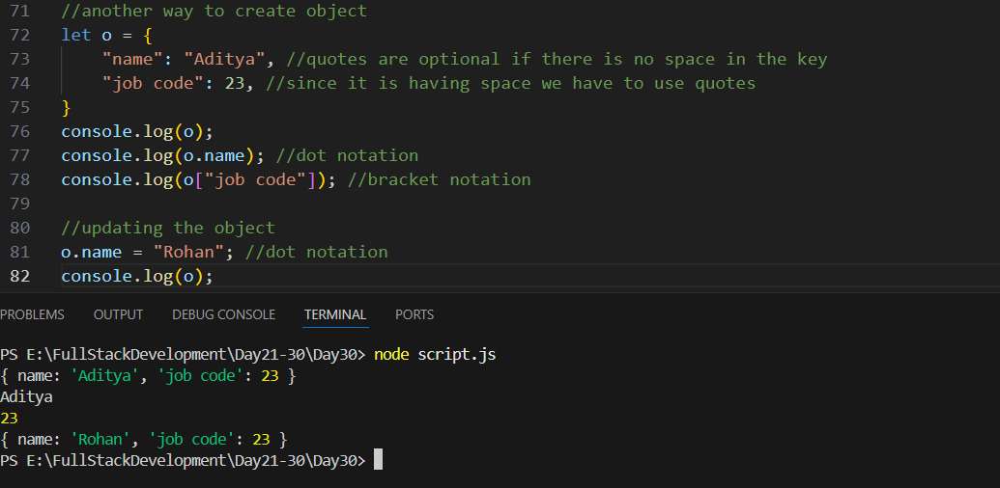 71 //another way to create object
72 let o = {
73     "name": "Aditya", //quotes are optional if there is no space in the key
74     "job code": 23, //since it is having space we have to use quotes
75 }
76 console.log(o);
77 console.log(o.name); //dot notation
78 console.log(o["job code"]); //bracket notation
79
80 //updating the object
81 o.name = "Rohan"; //dot notation
82 console.log(o);
PROBLEMS OUTPUT DEBUG CONSOLE TERMINAL PORTS
PS E:\FullStackDevelopment\Day21-30\Day30> node script.js
{ name: 'Aditya', 'job code': 23 }
Aditya
23
{ name: 'Rohan', 'job code': 23 }
PS E:\FullStackDevelopment\Day21-30\Day30>